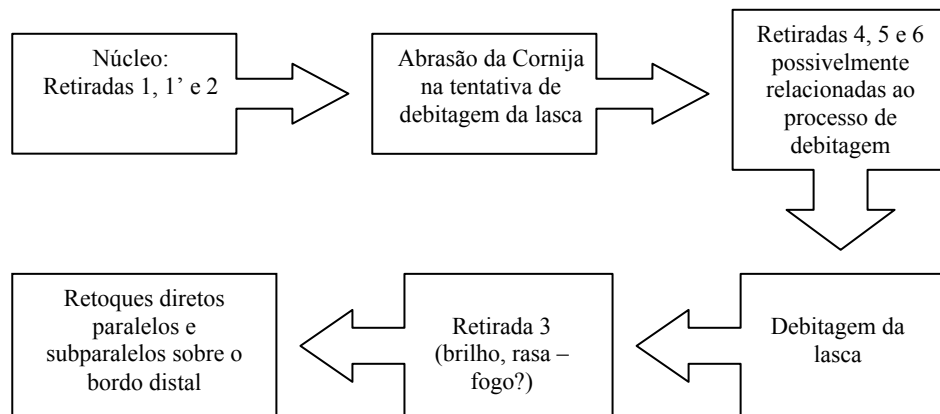 Núcleo:
Retiradas 1, 1’ e 2
Abrasão da Cornija
na tentativa de
debitagem da lasca
Retiradas 4, 5 e 6
possivelmente
relacionadas ao
processo de
debitagem
Debitagem da
lasca
Retirada 3
(brilho, rasa –
fogo?)
Retoques diretos
paralelos e
subparalelos sobre o
bordo distal